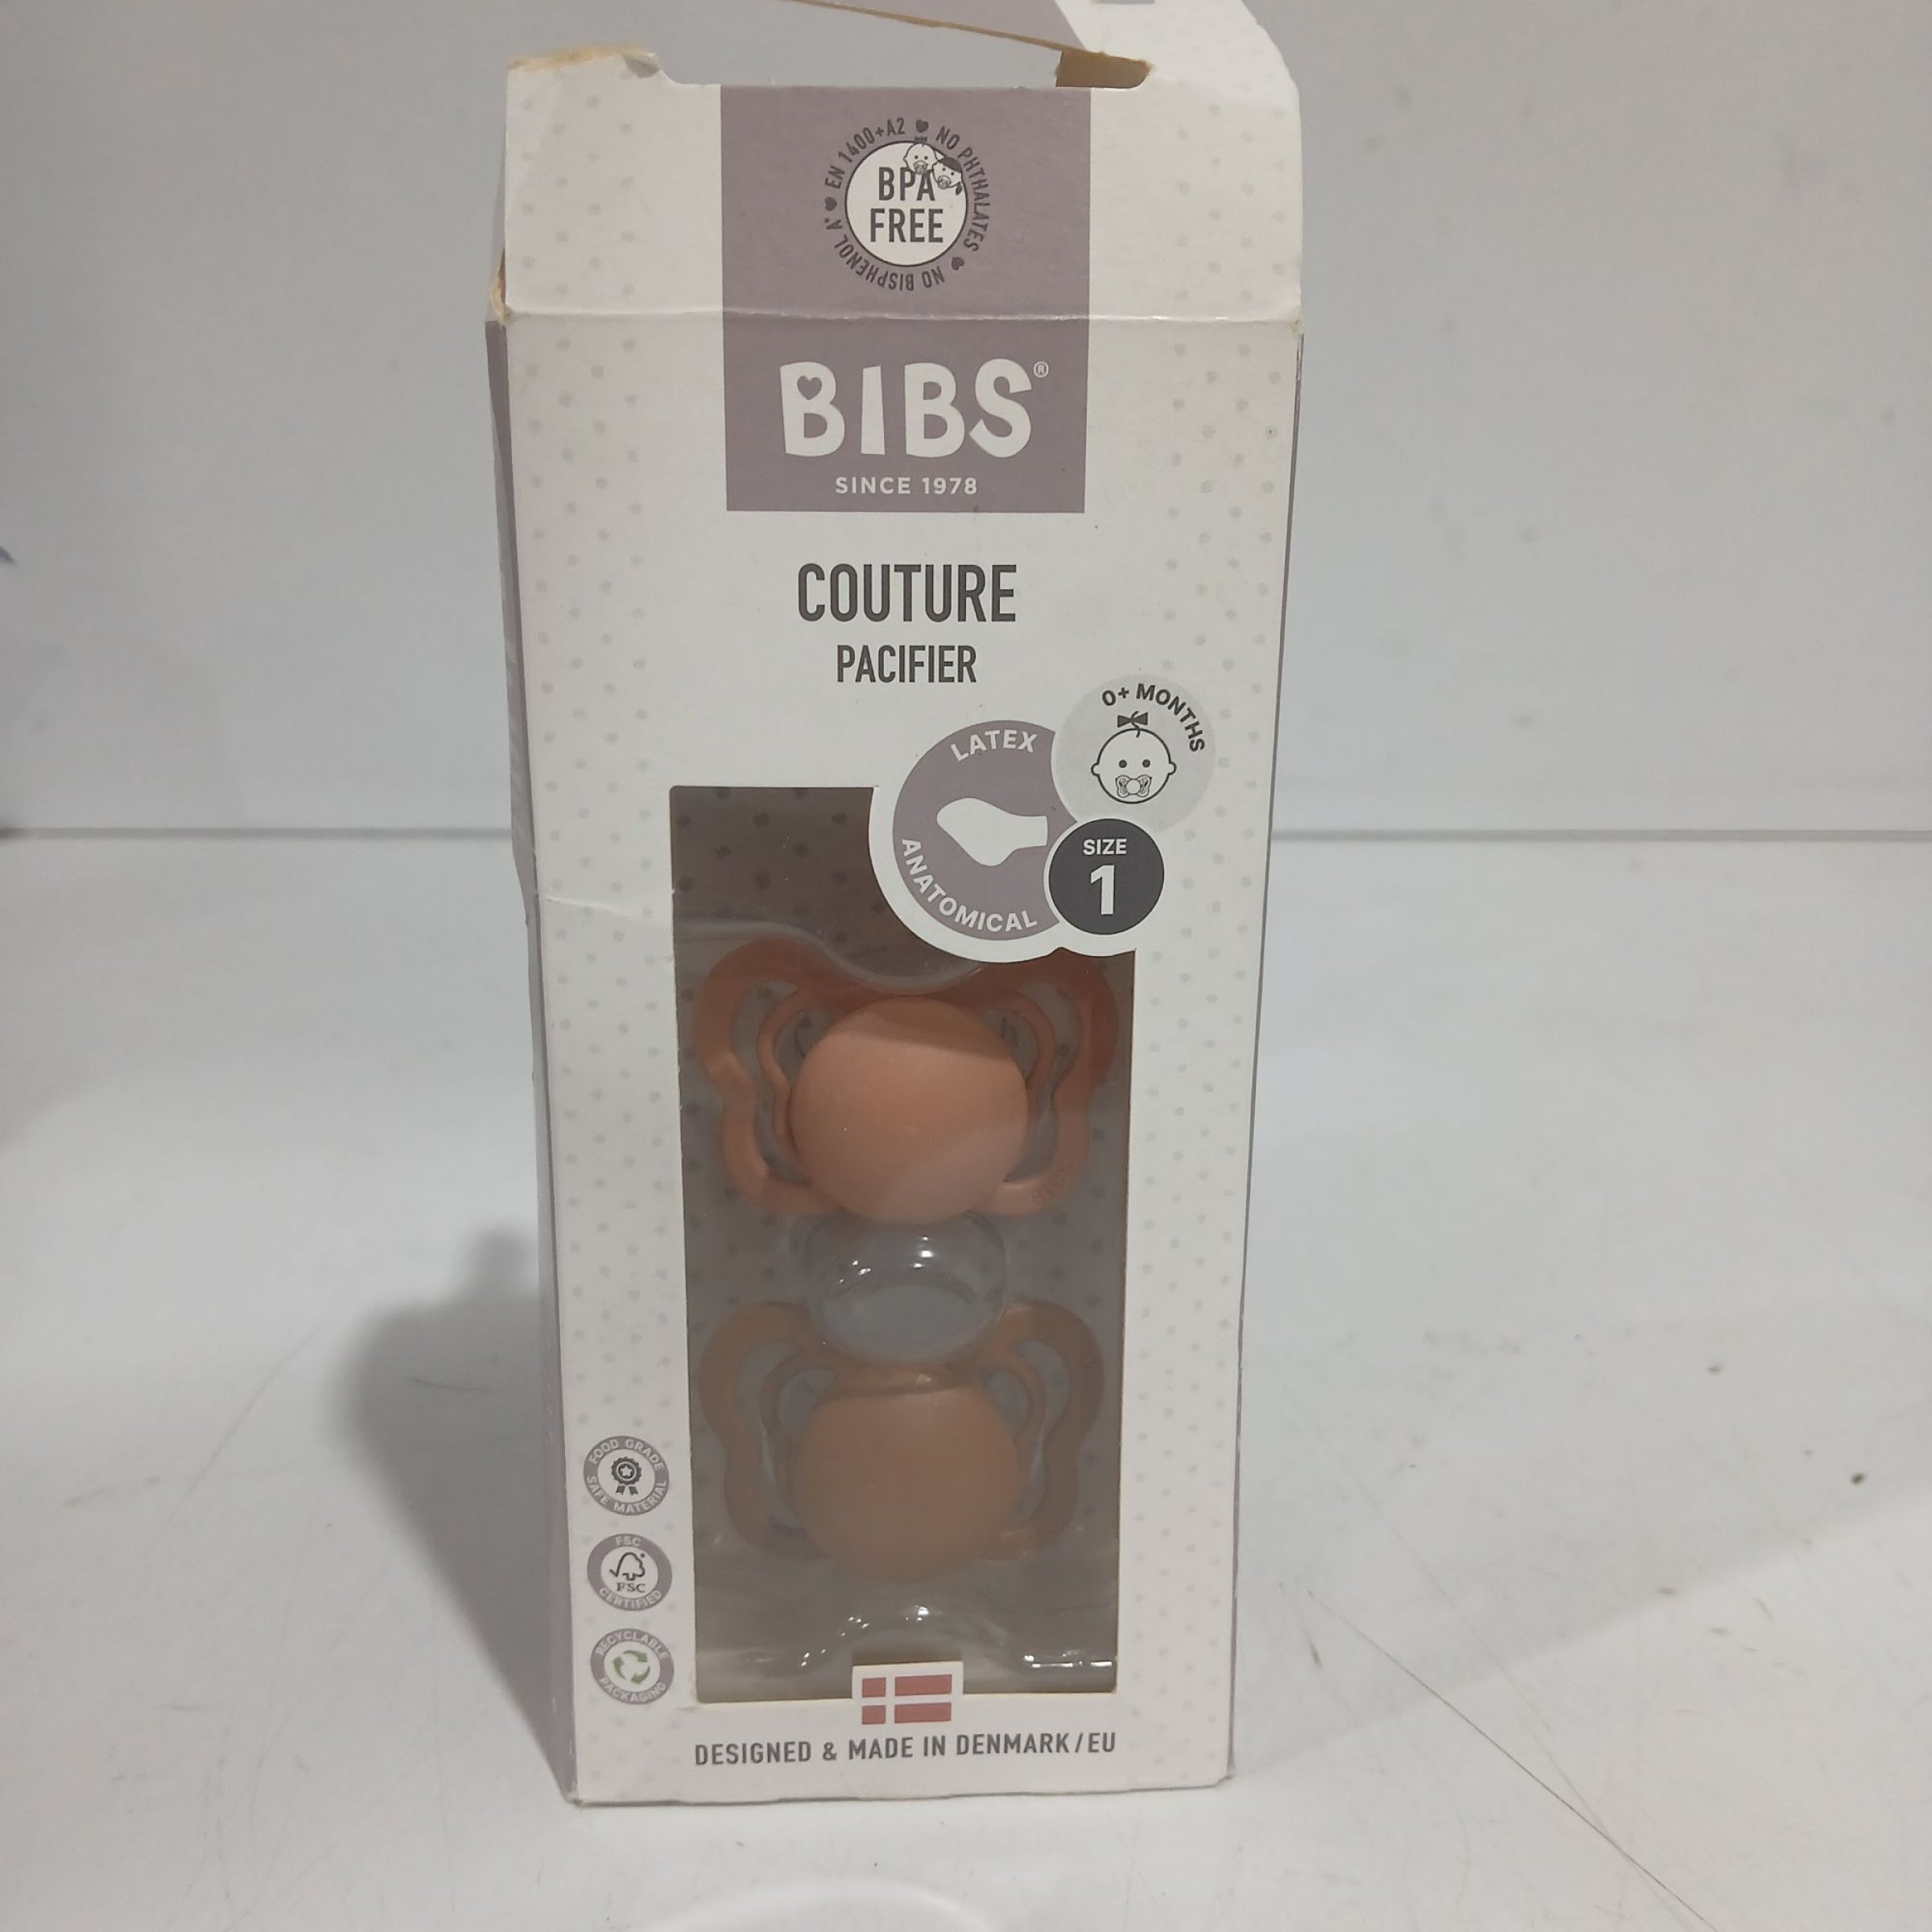 EN 1400+A2 ♥ NO PHTHALATES ♥ NO BISPHENOL A* ♥
BPA
FREE
BIBS®
SINCE 1978
COUTURE
PACIFIER
0+ MONTHS
LATEX
ANATOMICAL
SIZE
1
BIBS
FOOD GRADE
SAFE MATERIAL
FSC
FSC
CERTIFIED
RECYCLABLE
PACKAGING
DESIGNED & MADE IN DENMARK/EU